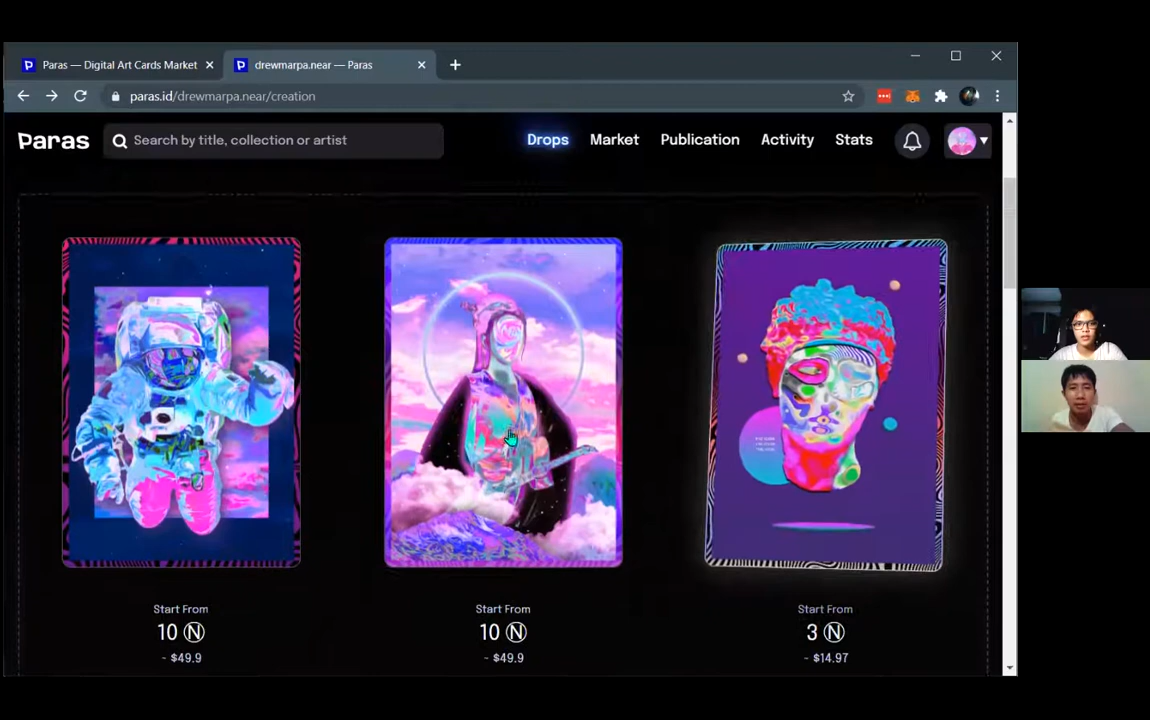 Paras — Digital Art Cards Market
drewmarpa.near — Paras
paras.id/drewmarpa.near/creation
Paras
Search by title, collection or artist
Drops
Market
Publication
Activity
Stats
Start From
10 Ⓝ
~ $49.9
Start From
10 Ⓝ
~ $49.9
Start From
3 Ⓝ
~ $14.97